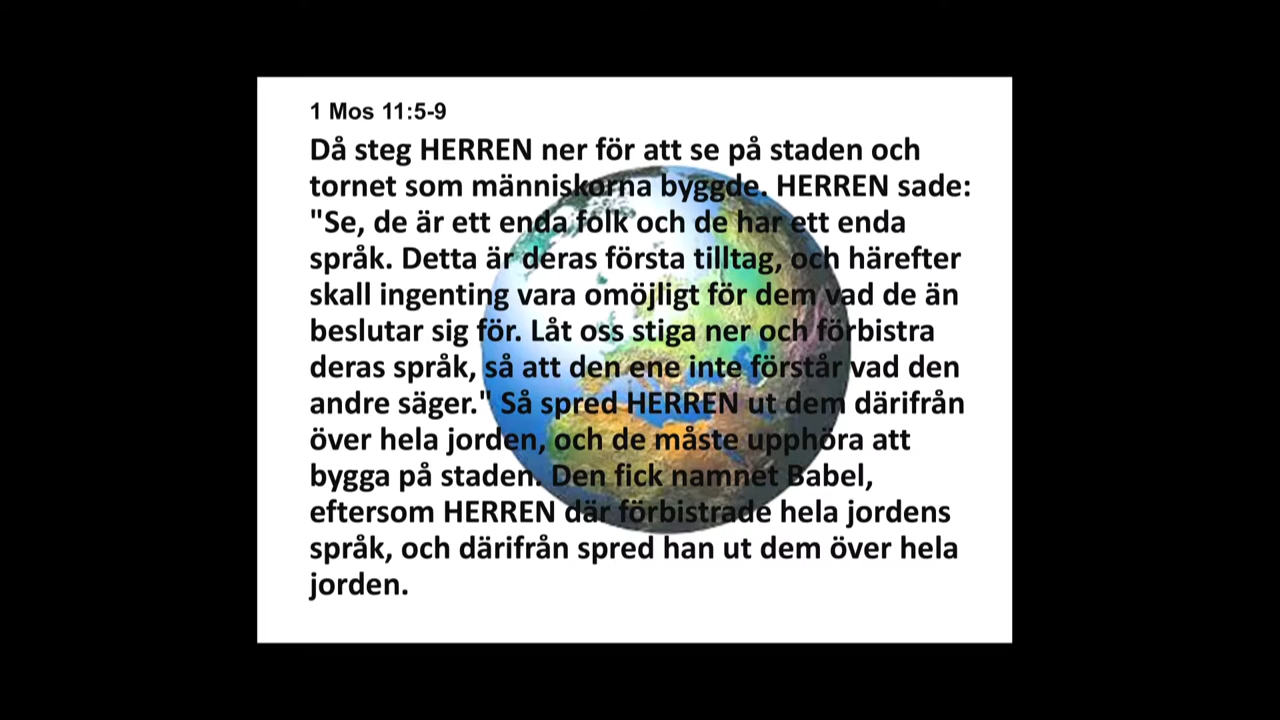 1 Mos 11:5-9
Då steg HERREN ner för att se på staden och
tornet som människorna byggde. HERREN sade:
"Se, de är ett enda folk och de har ett enda
språk. Detta är deras första tilltag, och härefter
skall ingenting vara omöjligt för dem vad de än
beslutar sig för. Låt oss stiga ner och förbistra
deras språk, så att den ene inte förstår vad den
andre säger." Så spred HERREN ut dem därifrån
över hela jorden, och de måste upphöra att
bygga på staden. Den fick namnet Babel,
eftersom HERREN där förbistrade hela jordens
språk, och därifrån spred han ut dem över hela
jorden.